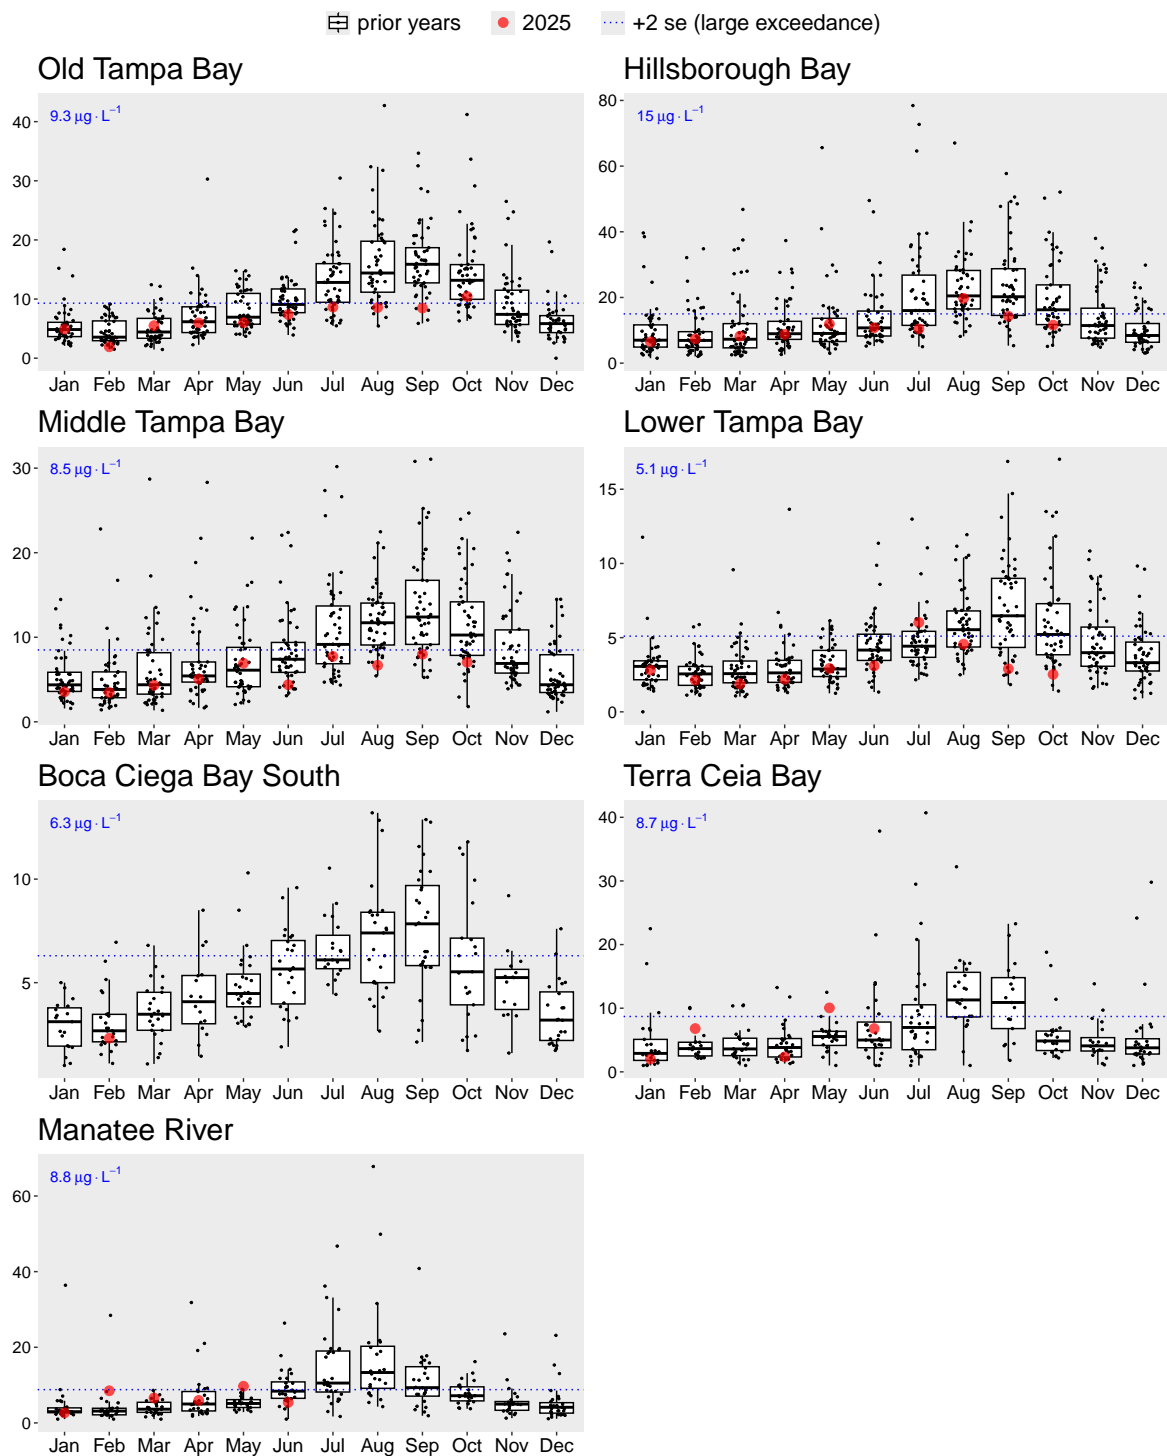 prior years 2025 +2 se (large exceedance)
Old Tampa Bay
9.3 µg · L⁻¹
40
30
20
10
0
Jan Feb Mar Apr May Jun Jul Aug Sep Oct Nov Dec
Hillsborough Bay
15 µg · L⁻¹
80
60
40
20
0
Jan Feb Mar Apr May Jun Jul Aug Sep Oct Nov Dec
Middle Tampa Bay
8.5 µg · L⁻¹
30
20
10
0
Jan Feb Mar Apr May Jun Jul Aug Sep Oct Nov Dec
Lower Tampa Bay
5.1 µg · L⁻¹
15
10
5
0
Jan Feb Mar Apr May Jun Jul Aug Sep Oct Nov Dec
Boca Ciega Bay South
6.3 µg · L⁻¹
10
5
Jan Feb Mar Apr May Jun Jul Aug Sep Oct Nov Dec
Terra Ceia Bay
8.7 µg · L⁻¹
40
30
20
10
0
Jan Feb Mar Apr May Jun Jul Aug Sep Oct Nov Dec
Manatee River
8.8 µg · L⁻¹
60
40
20
0
Jan Feb Mar Apr May Jun Jul Aug Sep Oct Nov Dec